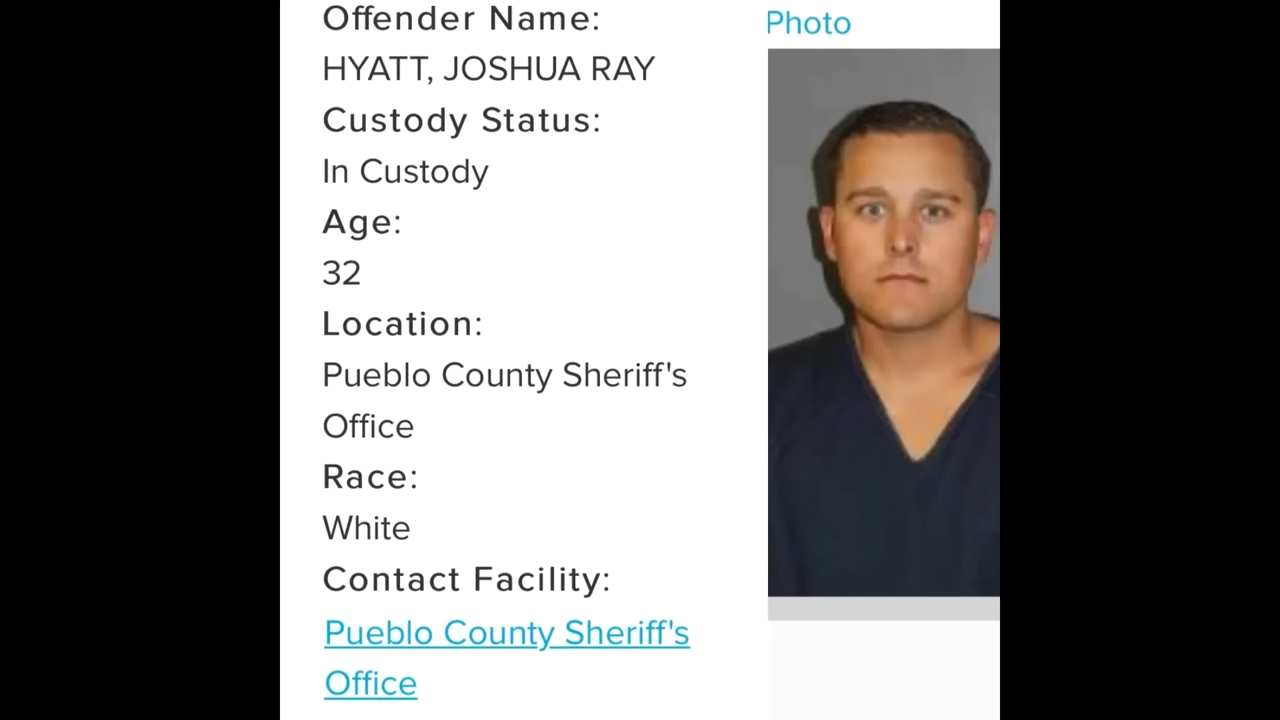 Offender Name:
HYATT, JOSHUA RAY
Custody Status:
In Custody
Age:
32
Location:
Pueblo County Sheriff's
Office
Race:
White
Contact Facility:
Pueblo County Sheriff's
Office
Photo